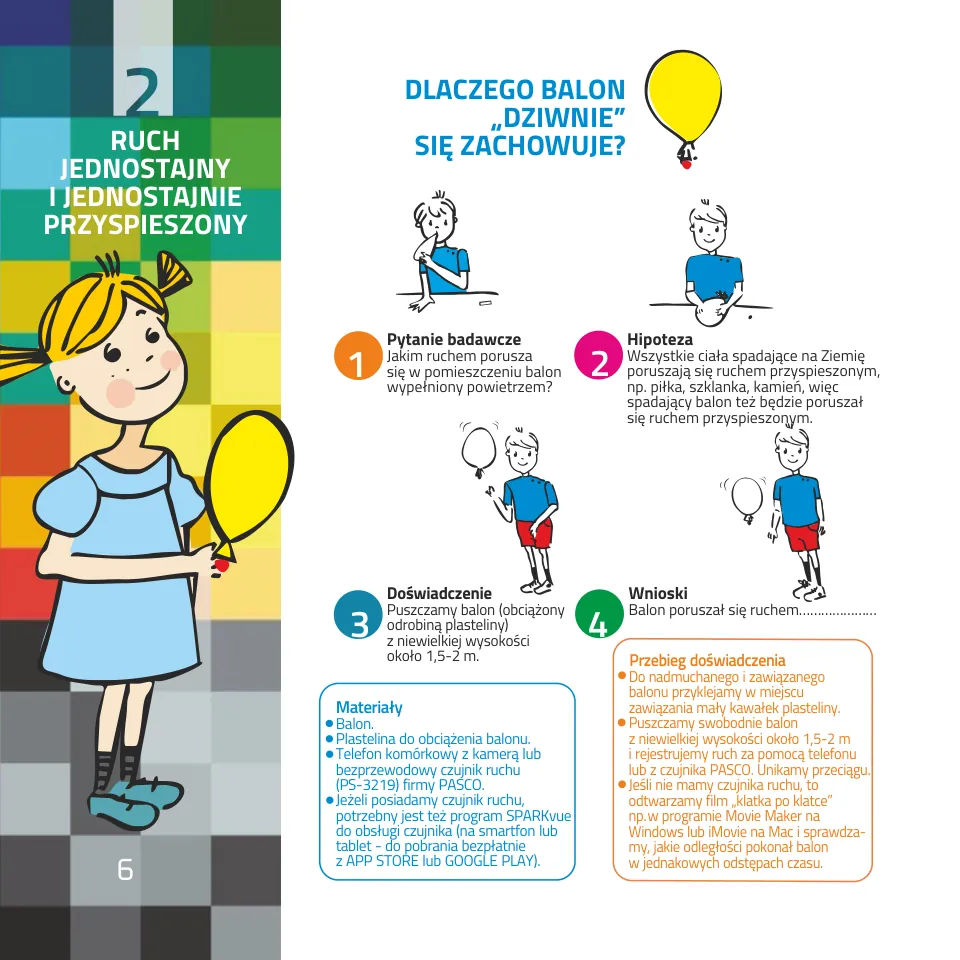 2
RUCH
JEDNOSTAJNY
I JEDNOSTAJNIE
PRZYSPIESZONY
6
DLACZEGO BALON
„DZIWNIE”
SIĘ ZACHOWUJE?
1
Pytanie badawcze
Jakim ruchem porusza
się w pomieszczeniu balon
wypełniony powietrzem?
2
Hipoteza
Wszystkie ciała spadające na Ziemię
poruszają się ruchem przyspieszonym,
np. piłka, szklanka, kamień, więc
spadający balon też będzie poruszał
się ruchem przyspieszonym.
3
Doświadczenie
Puszczamy balon (obciążony
odrobiną plasteliny)
z niewielkiej wysokości
około 1,5-2 m.
4
Wnioski
Balon poruszał się ruchem.....................
Materiały
• Balon.
• Plastelina do obciążenia balonu.
• Telefon komórkowy z kamerą lub
bezprzewodowy czujnik ruchu
(PS-3219) firmy PASCO.
• Jeżeli posiadamy czujnik ruchu,
potrzebny jest też program SPARKvue
do obsługi czujnika (na smartfon lub
tablet - do pobrania bezpłatnie
z APP STORE lub GOOGLE PLAY).
Przebieg doświadczenia
• Do nadmuchanego i zawiązanego
balonu przyklejamy w miejscu
zawiązania mały kawałek plasteliny.
• Puszczamy swobodnie balon
z niewielkiej wysokości około 1,5-2 m
i rejestrujemy ruch za pomocą telefonu
lub z czujnika PASCO. Unikamy przeciągu.
• Jeśli nie mamy czujnika ruchu, to
odtwarzamy film „klatka po klatce”
np.w programie Movie Maker na
Windows lub iMovie na Mac i sprawdza-
my, jakie odległości pokonał balon
w jednakowych odstępach czasu.